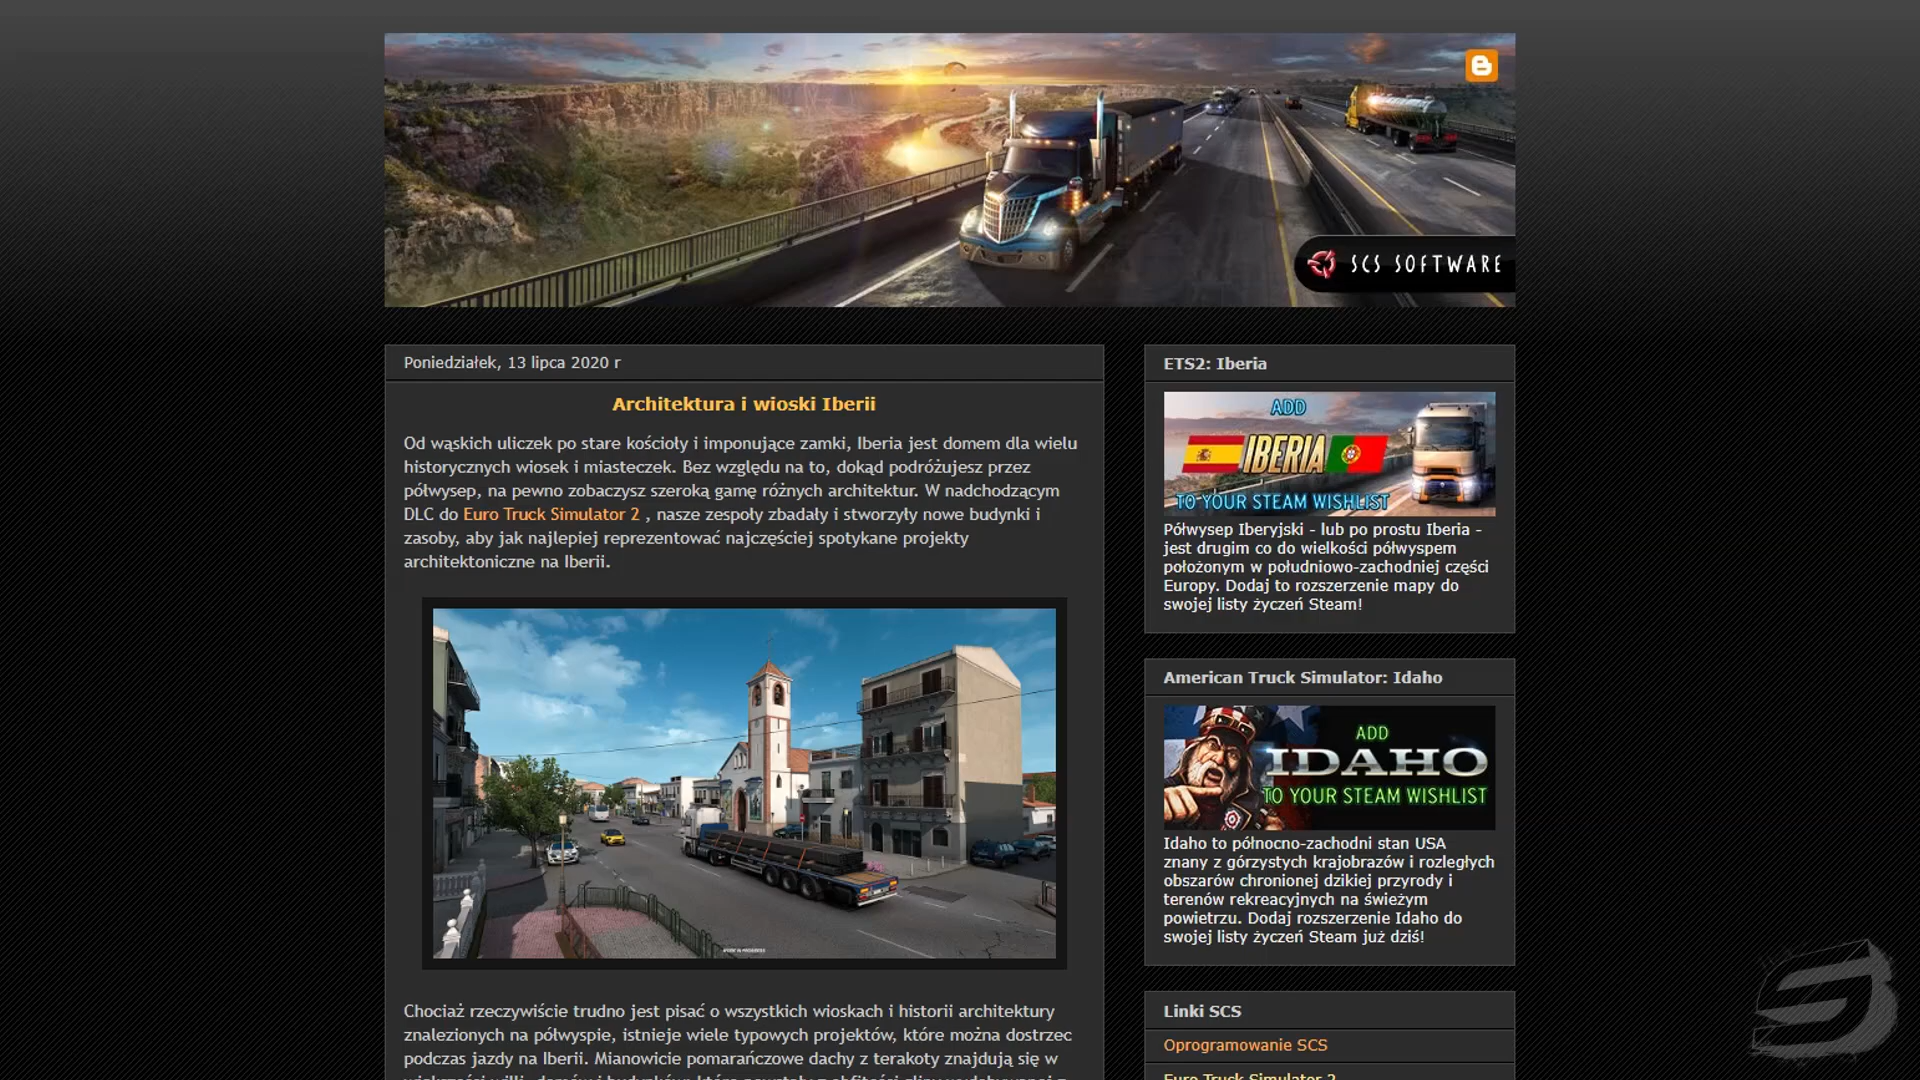 SCS SOFTWARE
Poniedziałek, 13 lipca 2020 r
Architektura i wioski Iberii
Od wąskich uliczek po stare kościoły i imponujące zamki, Iberia jest domem dla wielu
historycznych wiosek i miasteczek. Bez względu na to, dokąd podróżujesz przez
półwysep, na pewno zobaczysz szeroką gamę różnych architektur. W nadchodzącym
DLC do Euro Truck Simulator 2 , nasze zespoły zbadały i stworzyły nowe budynki i
zasoby, aby jak najlepiej reprezentować najczęściej spotykane projekty
architektoniczne na Iberii.
Chociaż rzeczywiście trudno jest pisać o wszystkich wioskach i historii architektury
znalezionych na półwyspie, istnieje wiele typowych projektów, które można dostrzec
podczas jazdy na Iberii. Mianowicie pomarańczowe dachy z terakoty znajdują się w
ETS2: Iberia
ADD
IBERIA
TO YOUR STEAM WISHLIST
Półwysep Iberyjski - lub po prostu Iberia -
jest drugim co do wielkości półwyspem
położonym w południowo-zachodniej części
Europy. Dodaj to rozszerzenie mapy do
swojej listy życzeń Steam!
American Truck Simulator: Idaho
ADD
IDAHO
TO YOUR STEAM WISHLIST
Idaho to północno-zachodni stan USA
znany z górzystych krajobrazów i rozległych
obszarów chronionej dzikiej przyrody i
terenów rekreacyjnych na świeżym
powietrzu. Dodaj rozszerzenie Idaho do
swojej listy życzeń Steam już dziś!
Linki SCS
Oprogramowanie SCS
Euro Truck Simulator 2